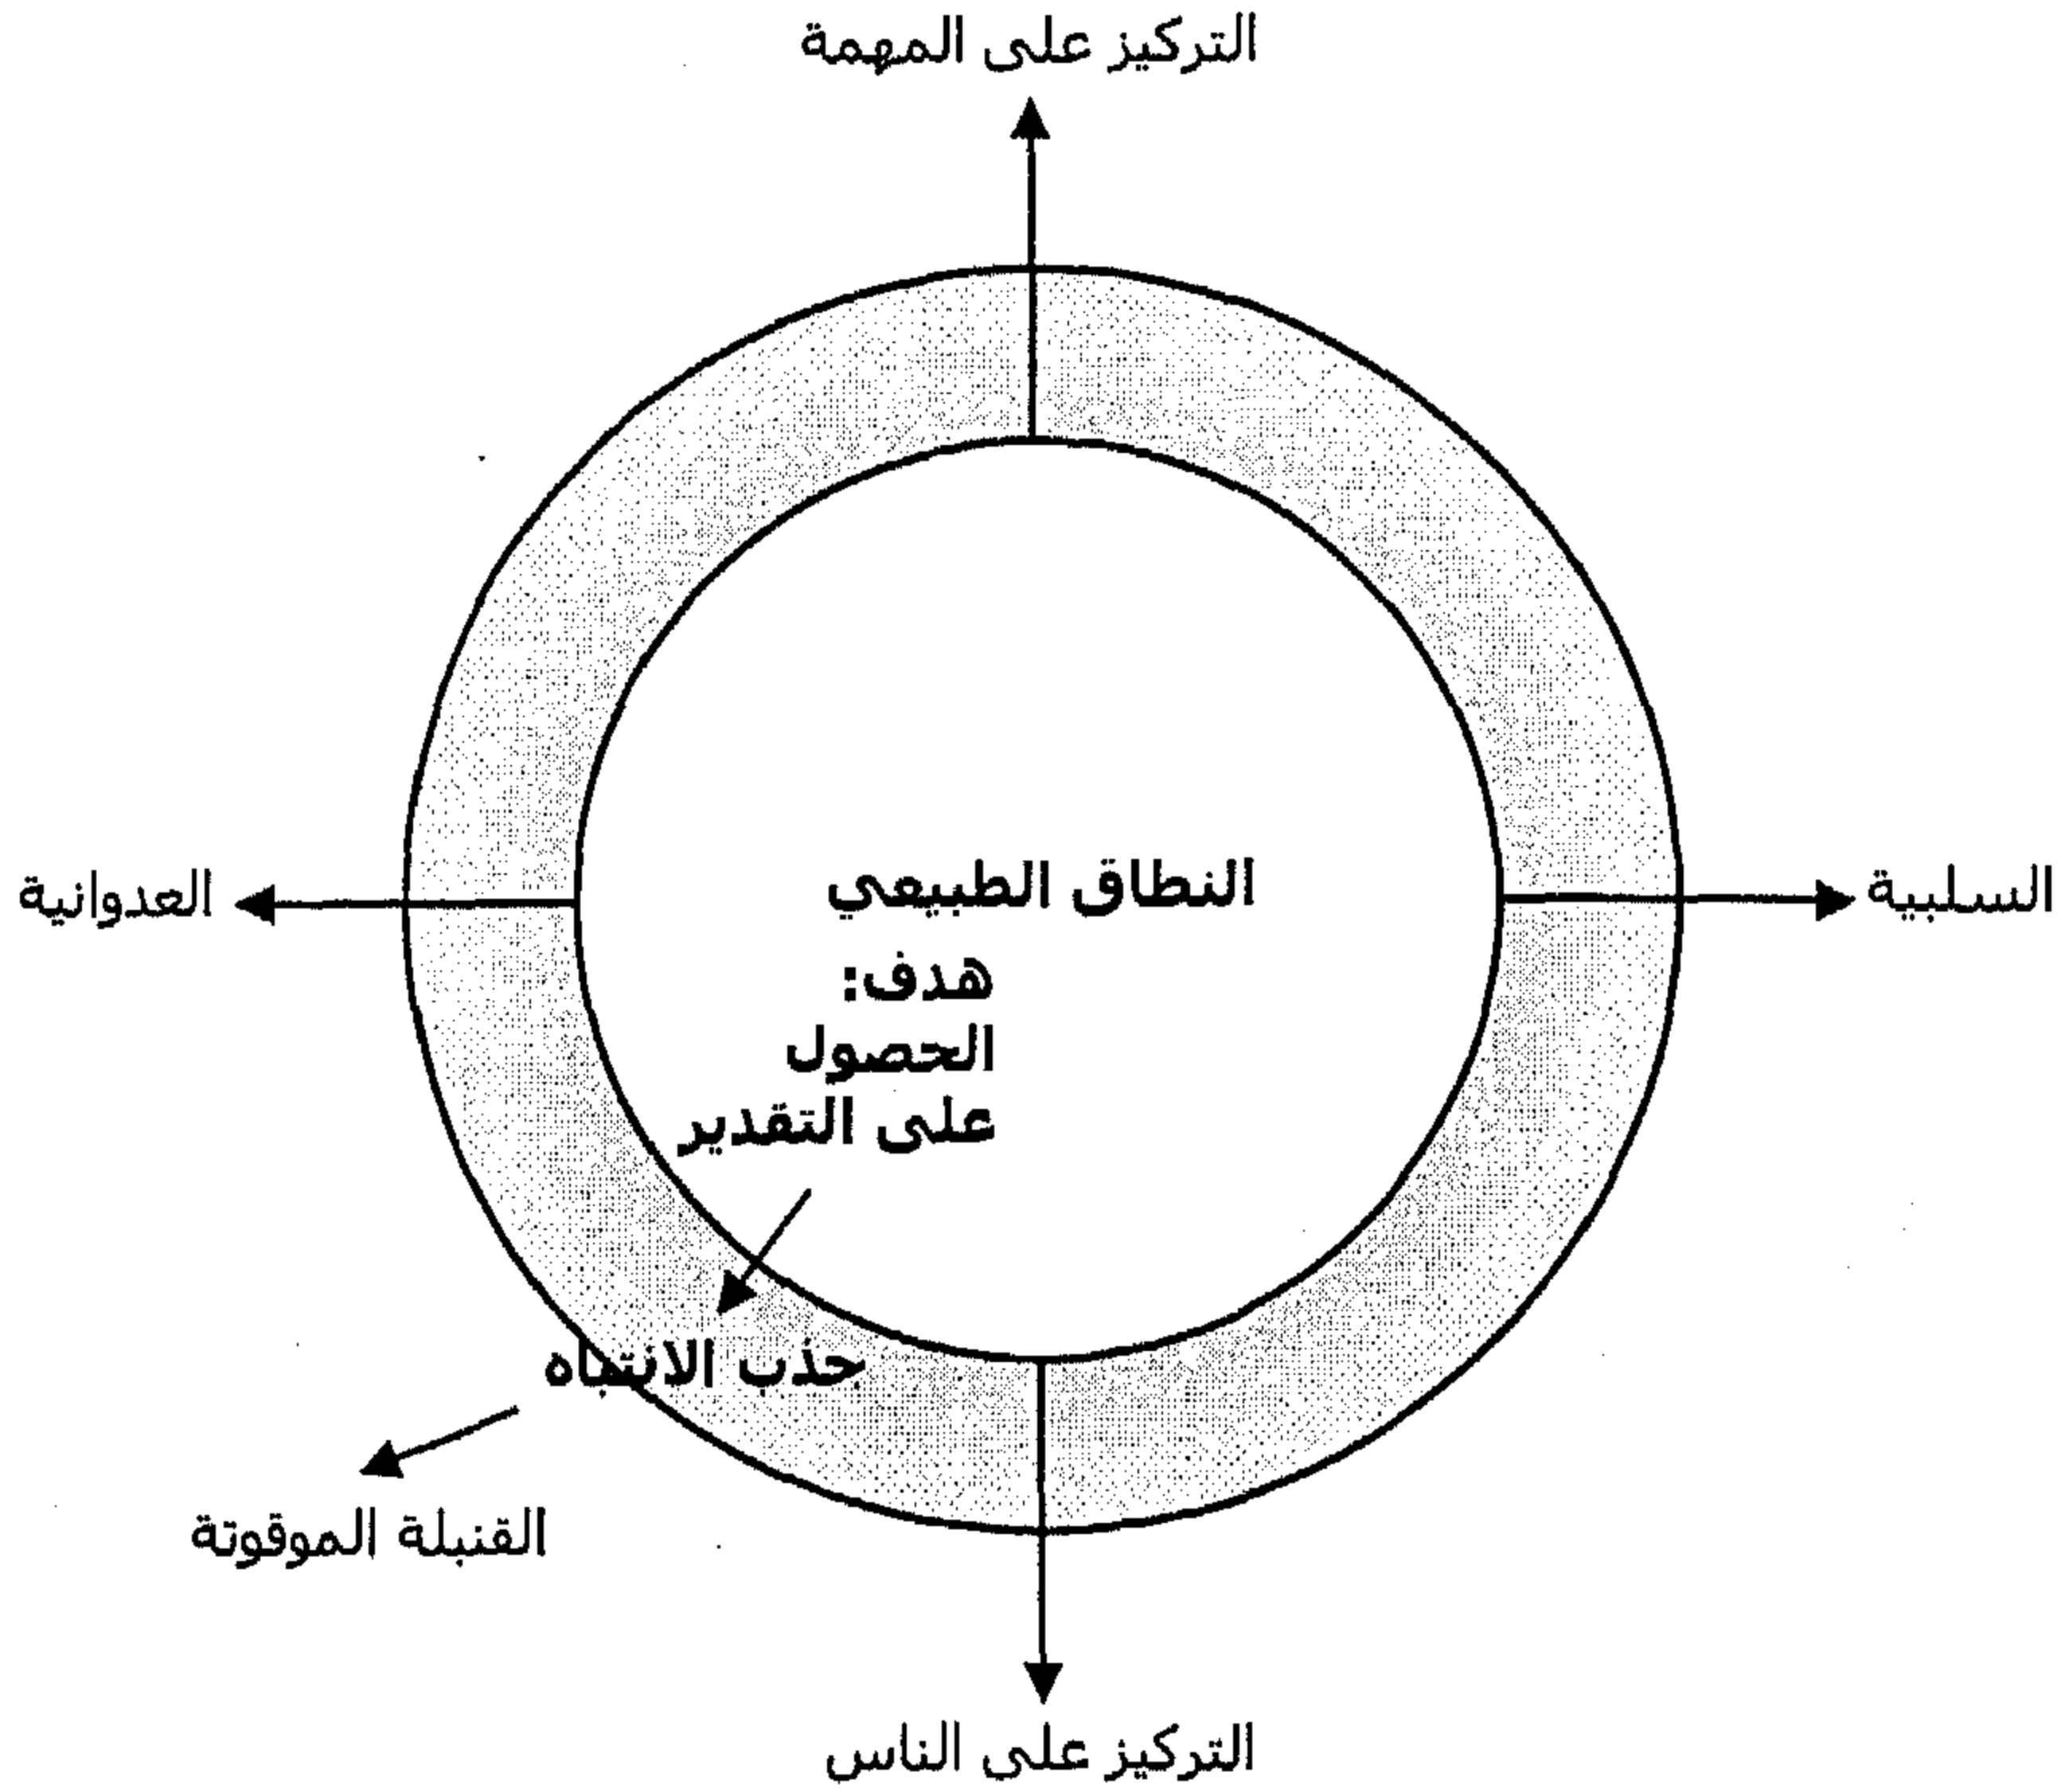 التركيز على المهمة
النطاق الطبيعي
السلبية
العدوانية
هدف:
الحصول
على التقدير
جذب الانتباه
القنبلة الموقوتة
التركيز على الناس